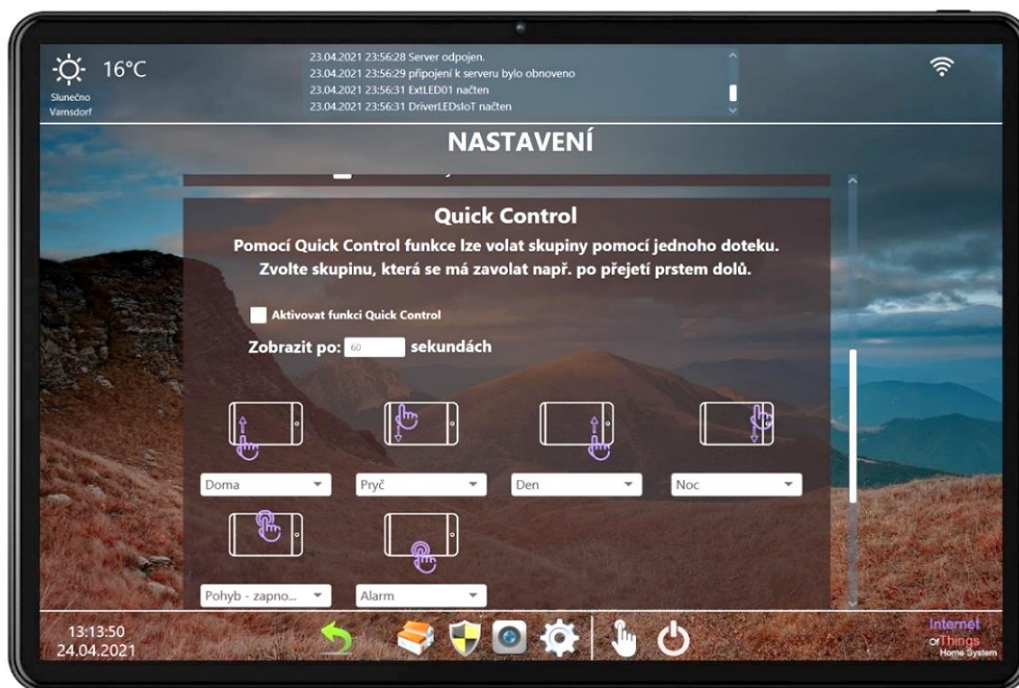 16°C
Slunečno
Varnsdorf
23.04.2021 23:56:28 Server odpojen.
23.04.2021 23:56:29 připojení k serveru bylo obnoveno
23.04.2021 23:56:31 ExtLED01 načten
23.04.2021 23:56:31 DriverLEDsIoT načten
NASTAVENÍ
Quick Control
Pomocí Quick Control funkce lze volat skupiny pomocí jednoho doteku.
Zvolte skupinu, která se má zavolat např. po přejetí prstem dolů.
Aktivovat funkci Quick Control
Zobrazit po: 60 sekundách
Doma Pryč Den Noc
Pohyb - zapno... Alarm
13:13:50
24.04.2021
Internet
orThings
Home System